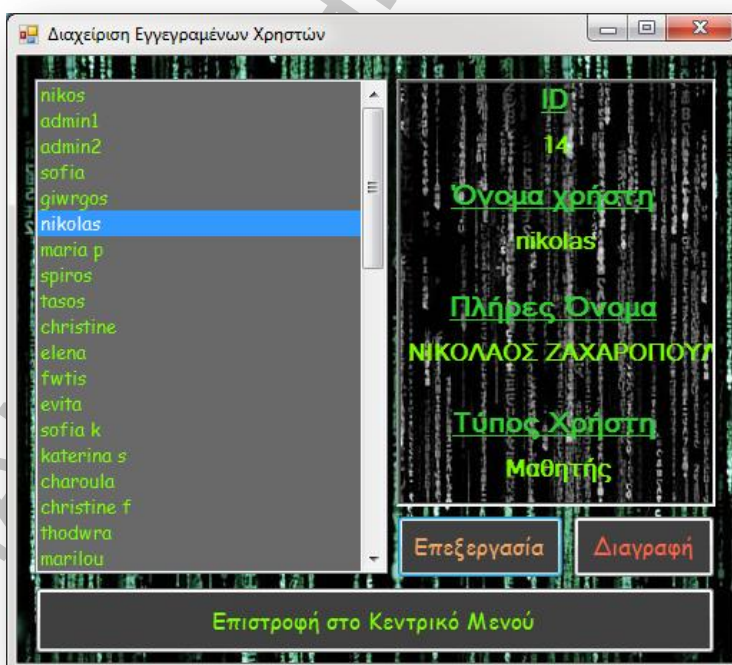 Διαχείριση Εγγεγραμένων Χρηστών
nikos
admin1
admin2
sofia
giwrgos
nikolas
maria p
spiros
tasos
christine
elena
fwtis
evita
sofia k
katerina s
charoula
christine f
thodwra
marilou
ID
14
Όνομα χρήστη
nikolas
Πλήρες Όνομα
ΝΙΚΟΛΑΟΣ ΖΑΧΑΡΟΠΟΥΛ
Τύπος Χρήστη
Μαθητής
Επεξεργασία
Διαγραφή
Επιστροφή στο Κεντρικό Μενού